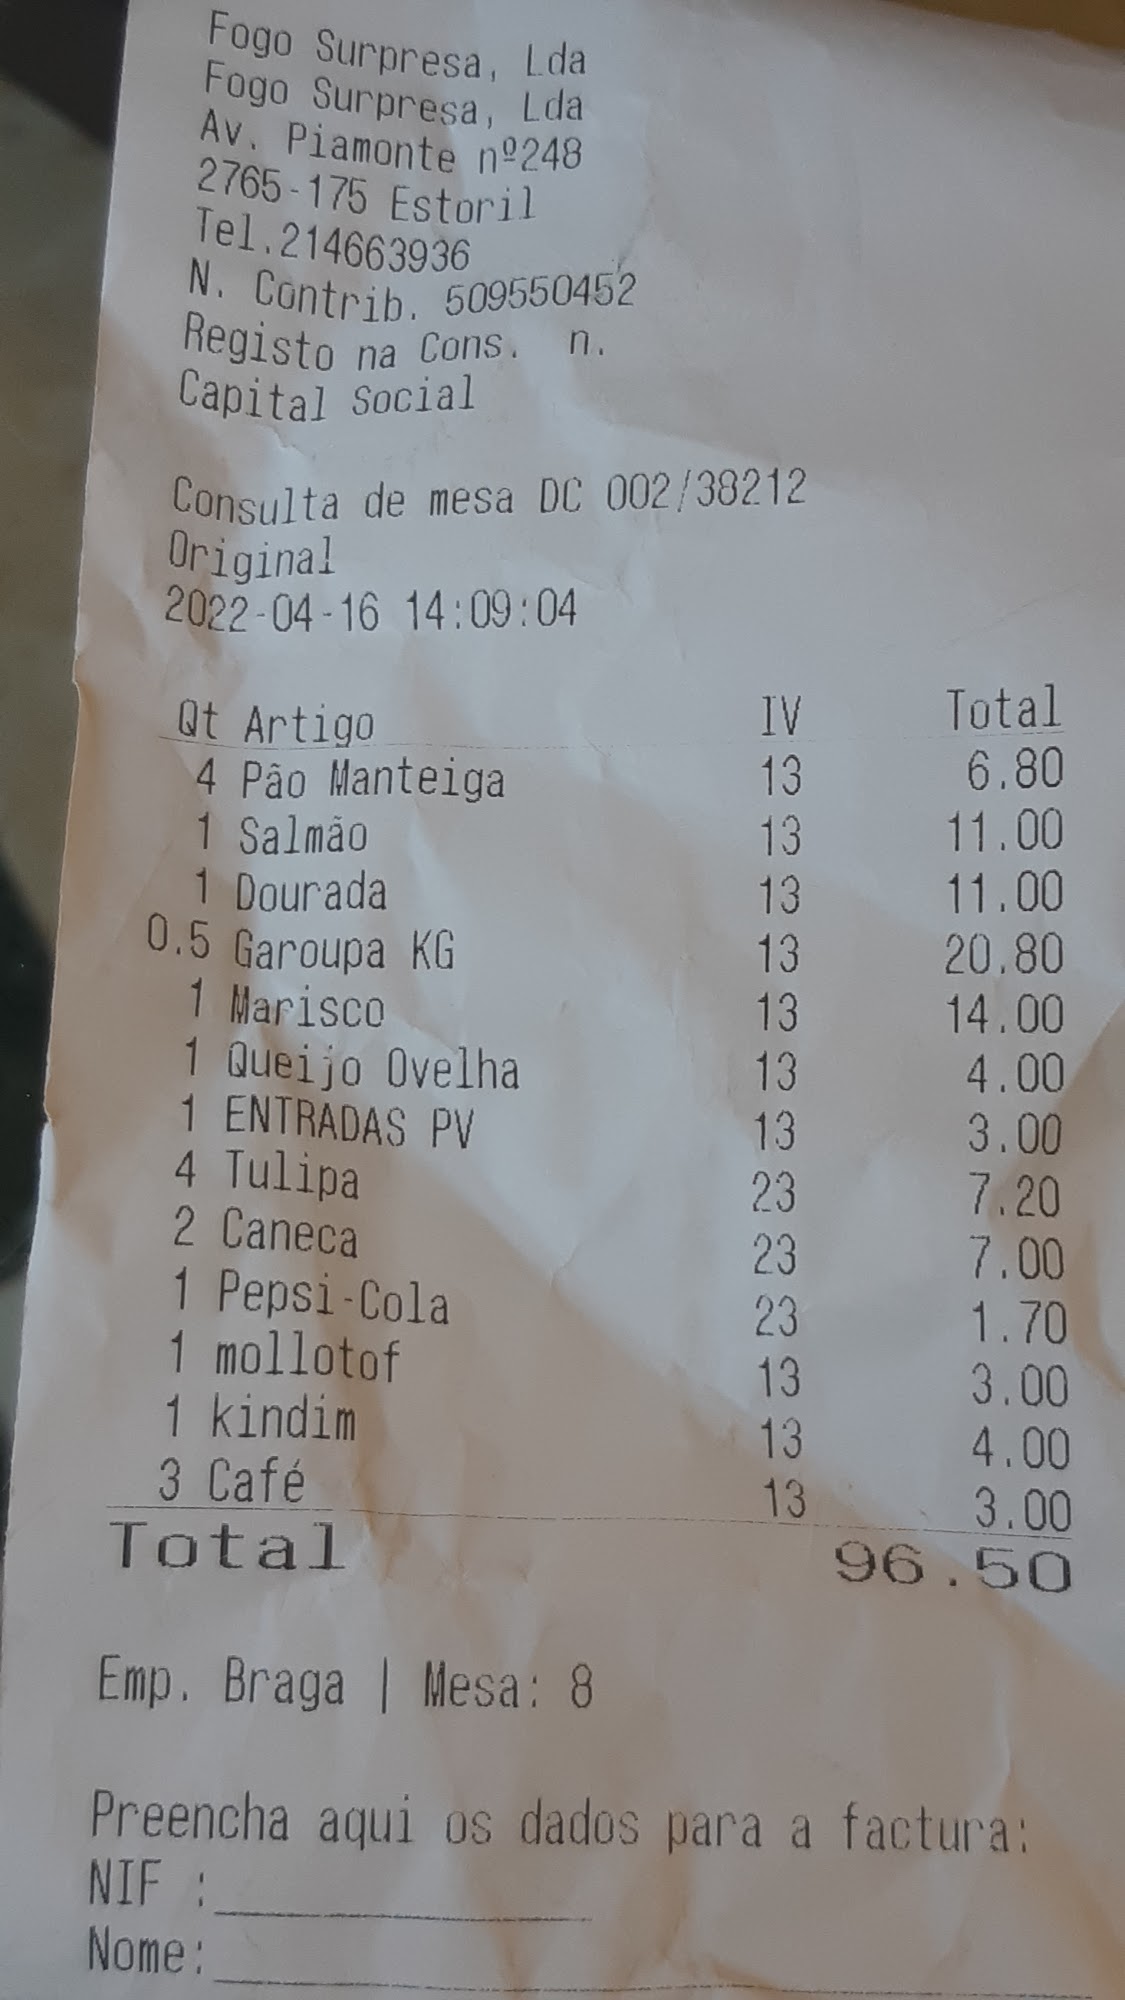 Fogo Surpresa, Lda
Fogo Surpresa, Lda
Av. Piamonte nº248
2765-175 Estoril
Tel.214663936
N. Contrib. 509550452
Registo na Cons. n.
Capital Social
Consulta de mesa DC 002/38212
Original
2022-04-16 14:09:04
Qt Artigo IV Total
4 Pão Manteiga 13 6.80
1 Salmão 13 11.00
1 Dourada 13 11.00
0.5 Garoupa KG 13 20.80
1 Marisco 13 14.00
1 Queijo Ovelha 13 4.00
1 ENTRADAS PV 13 3.00
4 Tulipa 23 7.20
2 Caneca 23 7.00
1 Pepsi-Cola 23 1.70
1 mollotof 13 3.00
1 kindim 13 4.00
3 Café 13 3.00
Total 96.50
Emp. Braga | Mesa: 8
Preencha aqui os dados para a factura:
NIF :
Nome: